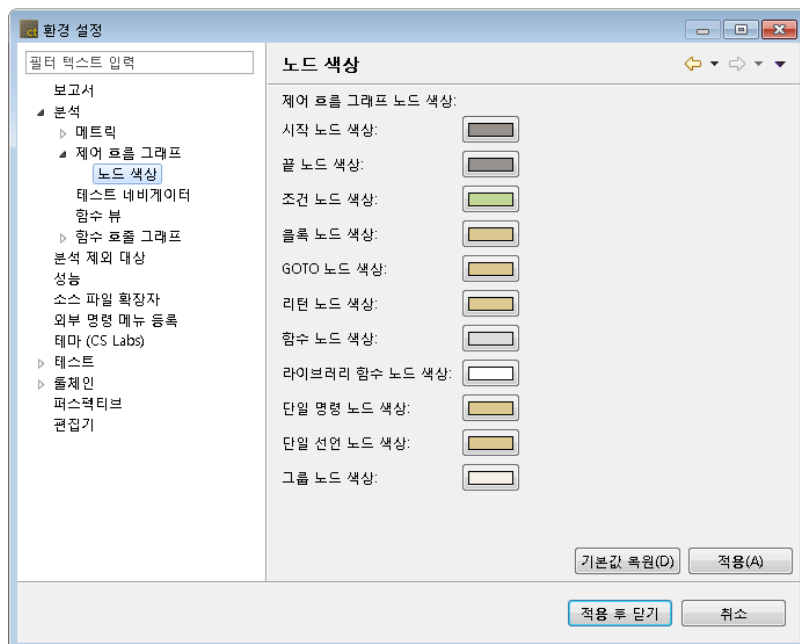 ct 환경 설정
필터 텍스트 입력
보고서
분석
메트릭
제어 흐름 그래프
노드 색상
테스트 네비게이터
함수 뷰
함수 호출 그래프
분석 제외 대상
성능
소스 파일 확장자
외부 명령 메뉴 등록
테마 (CS Labs)
테스트
툴체인
퍼스펙티브
편집기
노드 색상
제어 흐름 그래프 노드 색상:
시작 노드 색상:
끝 노드 색상:
조건 노드 색상:
블록 노드 색상:
GOTO 노드 색상:
리턴 노드 색상:
함수 노드 색상:
라이브러리 함수 노드 색상:
단일 명령 노드 색상:
단일 선언 노드 색상:
그룹 노드 색상:
기본값 복원(D) 적용(A)
적용 후 닫기 취소